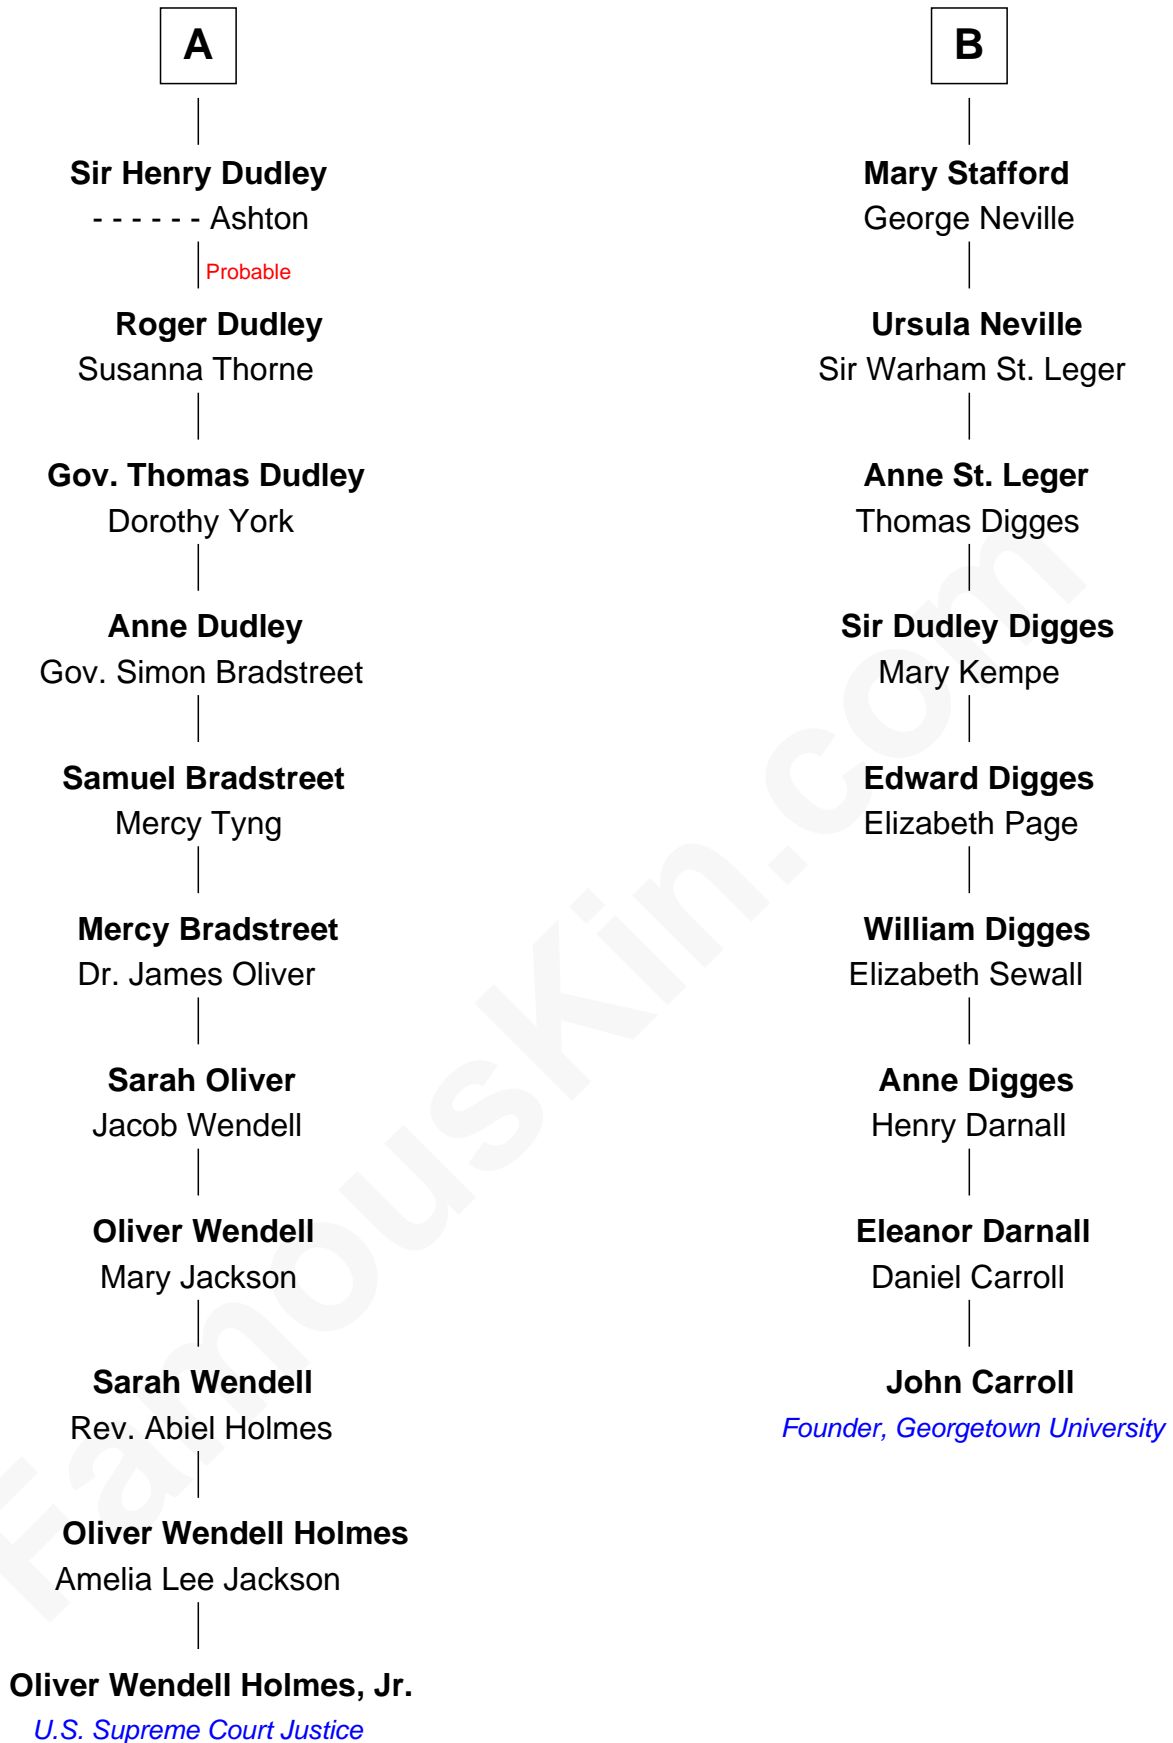 A
Sir Henry Dudley
- - - - - - Ashton
Probable
Roger Dudley
Susanna Thorne
Gov. Thomas Dudley
Dorothy York
Anne Dudley
Gov. Simon Bradstreet
Samuel Bradstreet
Mercy Tyng
Mercy Bradstreet
Dr. James Oliver
Sarah Oliver
Jacob Wendell
Oliver Wendell
Mary Jackson
Sarah Wendell
Rev. Abiel Holmes
Oliver Wendell Holmes
Amelia Lee Jackson
Oliver Wendell Holmes, Jr.
U.S. Supreme Court Justice
B
Mary Stafford
George Neville
Ursula Neville
Sir Warham St. Leger
Anne St. Leger
Thomas Digges
Sir Dudley Digges
Mary Kempe
Edward Digges
Elizabeth Page
William Digges
Elizabeth Sewall
Anne Digges
Henry Darnall
Eleanor Darnall
Daniel Carroll
John Carroll
Founder, Georgetown University
FamousKin.com